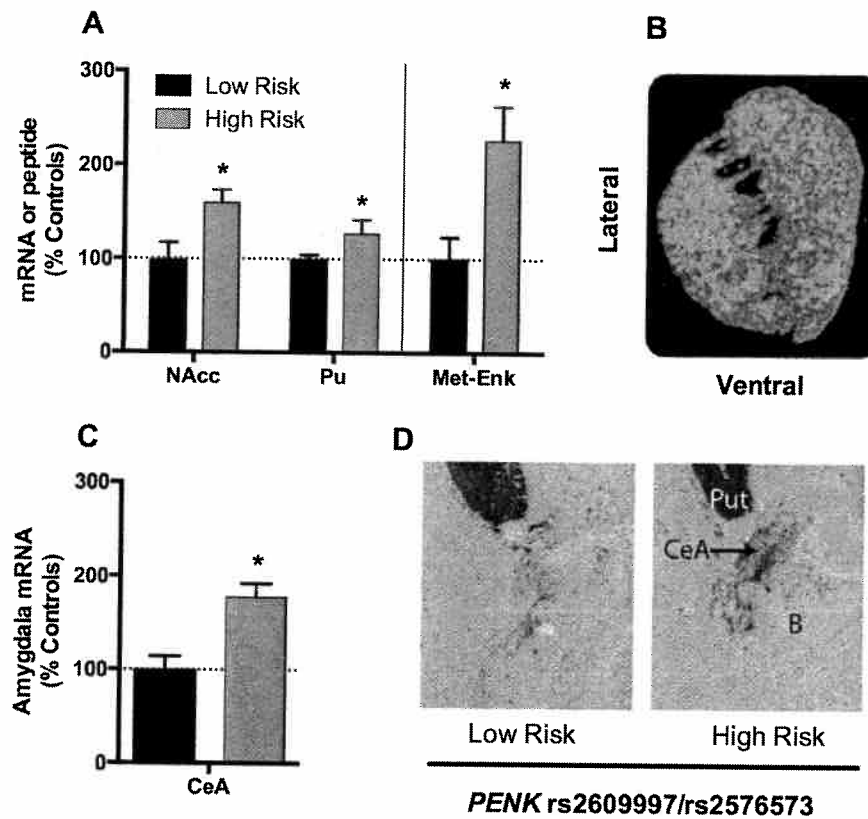 A
300
200
100
0
mRNA or peptide
(% Controls)
Low Risk
High Risk
*
*
*
NAcc
Pu
Met-Enk
B
Lateral
Ventral
C
300
200
100
0
Amygdala mRNA
(% Controls)
*
CeA
D
Put
CeA
B
Low Risk
High Risk
PENK rs2609997/rs2576573